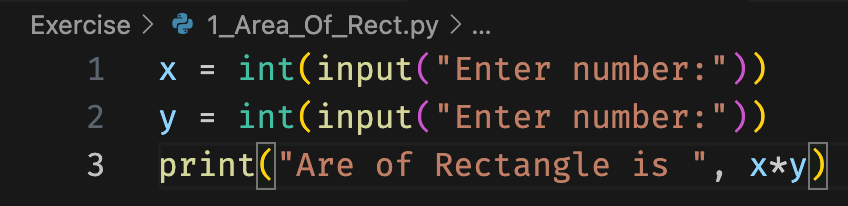 Exercise > 1_Area_Of_Rect.py > ...
1 x = int(input("Enter number:"))
2 y = int(input("Enter number:"))
3 print("Are of Rectangle is ", x*y)